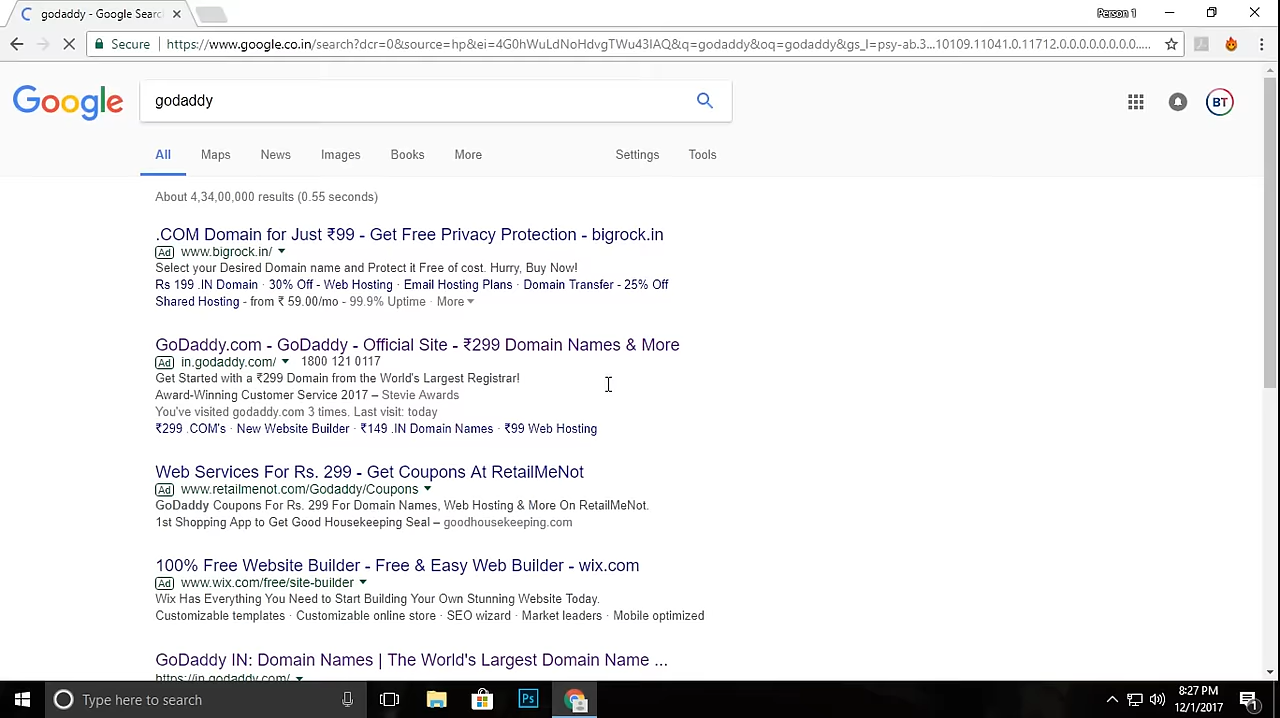 godaddy - Google Searc
Person 1
Secure
https://www.google.co.in/search?dcr=0&source=hp&ei=4G0hWuLdNoHdvgTWu43IAQ&q=godaddy&oq=godaddy&gs_l=psy-ab.3...10109.11041.0.11712.0.0.0.0.0.0.0.0....
Google
godaddy
BT
All Maps News Images Books More Settings Tools
About 4,34,00,000 results (0.55 seconds)
.COM Domain for Just ₹99 - Get Free Privacy Protection - bigrock.in
Ad www.bigrock.in/
Select your Desired Domain name and Protect it Free of cost. Hurry, Buy Now!
Rs 199 .IN Domain · 30% Off - Web Hosting · Email Hosting Plans · Domain Transfer - 25% Off
Shared Hosting - from ₹ 59.00/mo - 99.9% Uptime · More
GoDaddy.com - GoDaddy - Official Site - ₹299 Domain Names & More
Ad in.godaddy.com/ 1800 121 0117
Get Started with a ₹299 Domain from the World's Largest Registrar!
Award-Winning Customer Service 2017 – Stevie Awards
You've visited godaddy.com 3 times. Last visit: today
₹299 .COM's · New Website Builder · ₹149 .IN Domain Names · ₹99 Web Hosting
Web Services For Rs. 299 - Get Coupons At RetailMeNot
Ad www.retailmenot.com/Godaddy/Coupons
GoDaddy Coupons For Rs. 299 For Domain Names, Web Hosting & More On RetailMeNot.
1st Shopping App to Get Good Housekeeping Seal – goodhousekeeping.com
100% Free Website Builder - Free & Easy Web Builder - wix.com
Ad www.wix.com/free/site-builder
Wix Has Everything You Need to Start Building Your Own Stunning Website Today.
Customizable templates · Customizable online store · SEO wizard · Market leaders · Mobile optimized
GoDaddy IN: Domain Names | The World's Largest Domain Name ...
https://in.godaddy.com/
Type here to search
Ps
8:27 PM
12/1/2017
1